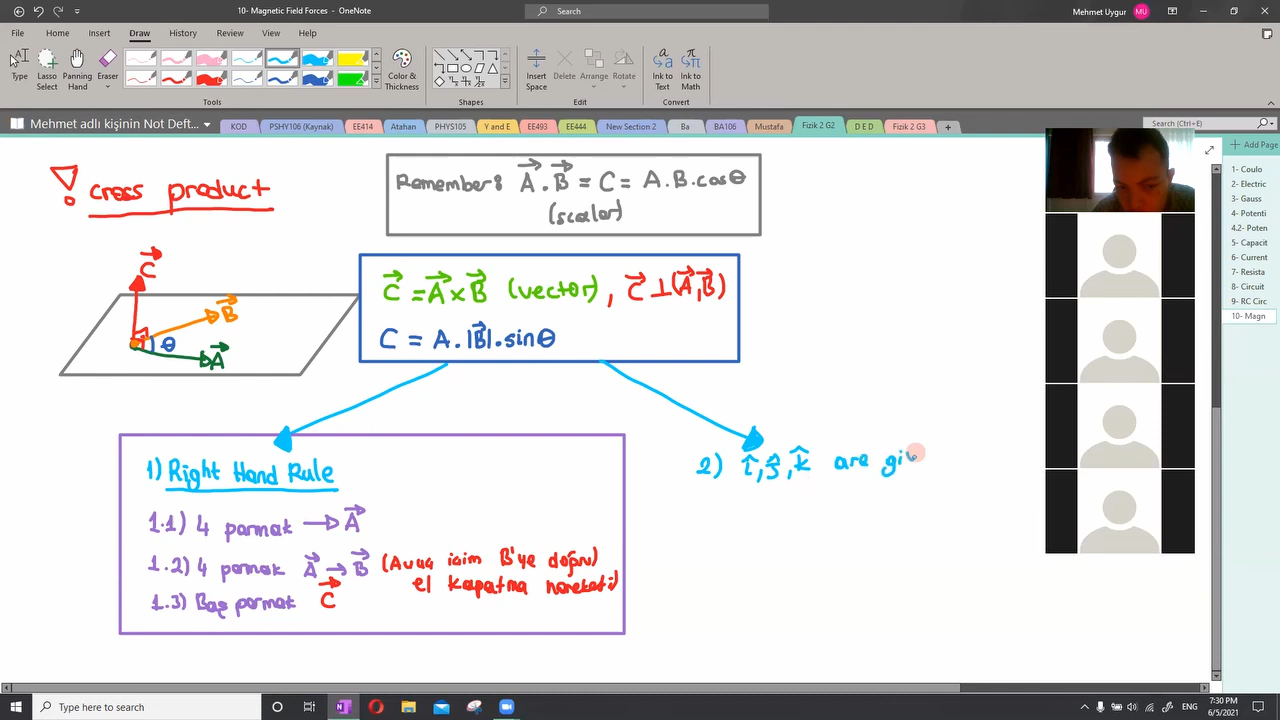 10- Magnetic Field Forces - OneNote
Search
Mehmet Uygur
MU
File Home Insert Draw History Review View Help
Type
Lasso Select
Panning Hand
Eraser
Color & Thickness
Insert Space
Delete
Arrange
Rotate
Ink to Text
Ink to Math
Tools
Shapes
Edit
Convert
Mehmet adlı kişinin Not Deft...
KOD PSHY106 (Kaynak) EE414 Atahan PHYS105 Y and E EE493 EE444 New Section 2 Ba BA106 Mustafa Fizik 2 G2 D E D Fizik 2 G3
Search (Ctrl+E)
Add Page
1- Coulo
2- Electric
3- Gauss
4- Potenti
4.2- Poten
5- Capacit
6- Current
7- Resista
8- Circuit
9- RC Circ
10- Magn
! cross product
Remember: A⃗ . B⃗ = C = A.B.cosθ
(scalar)
C⃗
B⃗
θ
A⃗
C⃗ = A⃗ x B⃗ (vector), C⃗ ⊥ (A⃗, B⃗)
C = A.|B⃗|.sinθ
1) Right Hand Rule
1.1) 4 parmak → A⃗
1.2) 4 parmak A⃗ → B⃗ (Avuç içim B'ye doğru)
el kapatma hareketi)
1.3) Baş parmak C⃗
2) î, ĵ, k̂ are giv
Type here to search
ENG
7:30 PM
6/5/2021